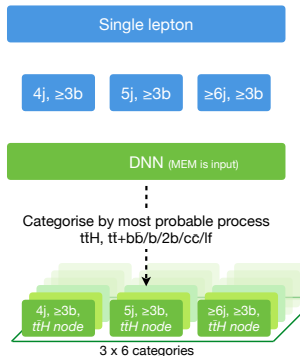 Single lepton
4j, ≥3b 5j, ≥3b ≥6j, ≥3b
DNN (MEM is input)
Categorise by most probable process
tt̄H, tt̄+bb̄/b/2b/cc̄/lf
4j, ≥3b, 5j, ≥3b, ≥6j, ≥3b,
tt̄H node tt̄H node tt̄H node
3 x 6 categories